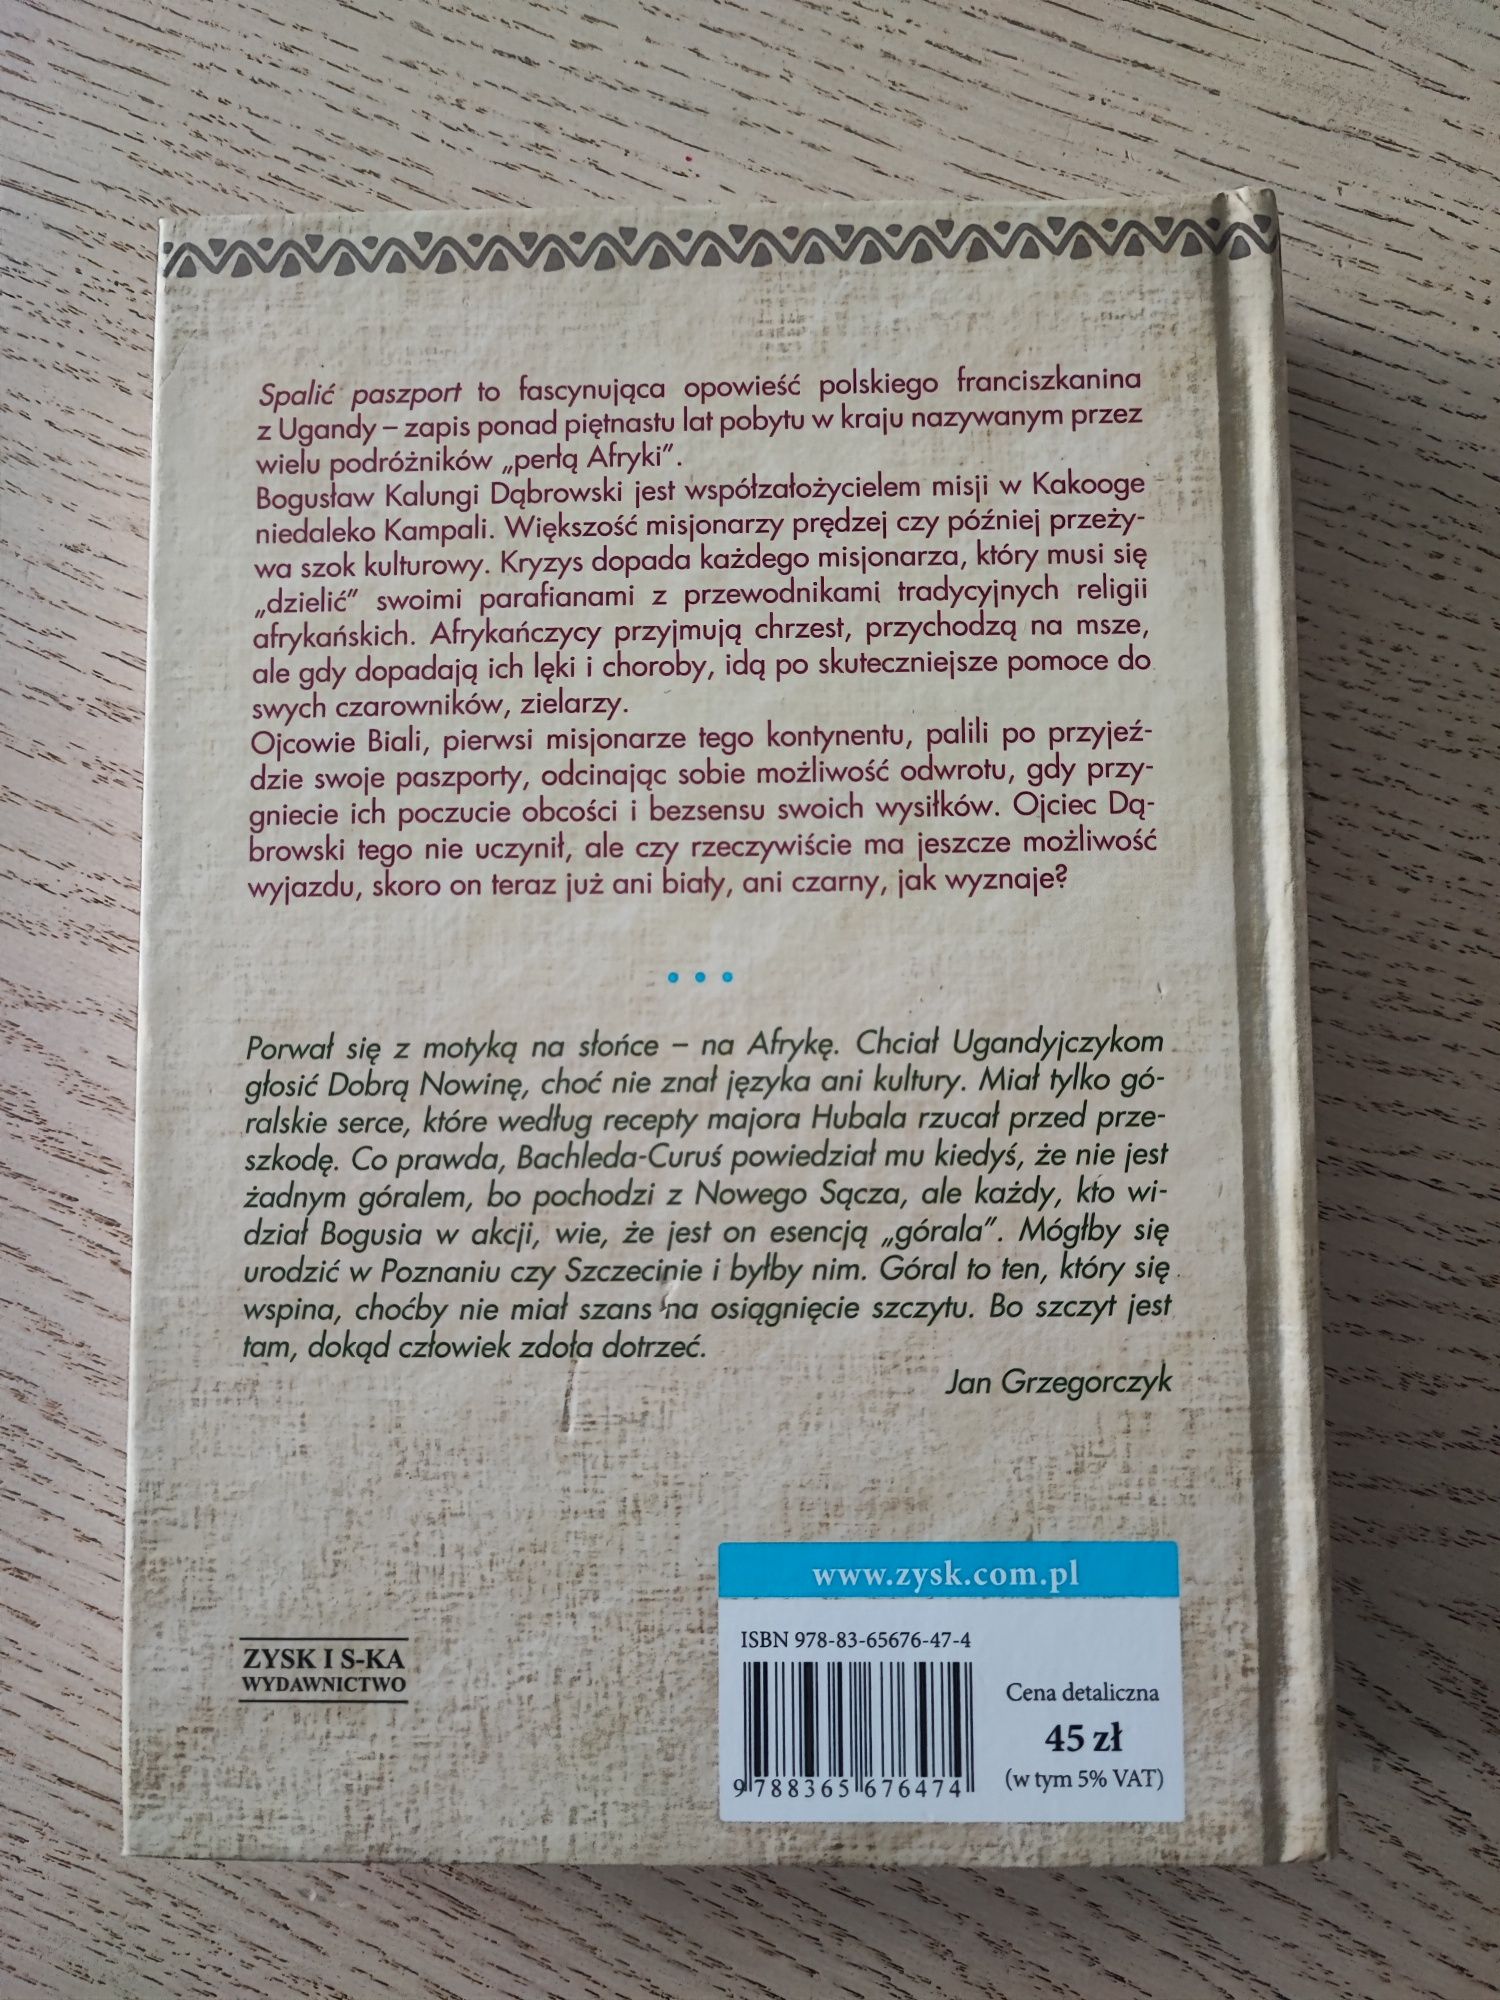 Spalić paszport to fascynująca opowieść polskiego franciszkanina
z Ugandy – zapis ponad piętnastu lat pobytu w kraju nazywanym przez
wielu podróżników „perłą Afryki”.
Bogusław Kalungi Dąbrowski jest współzałożycielem misji w Kakooge
niedaleko Kampali. Większość misjonarzy prędzej czy później przeży-
wa szok kulturowy. Kryzys dopada każdego misjonarza, który musi się
„dzielić” swoimi parafianami z przewodnikami tradycyjnych religii
afrykańskich. Afrykańczycy przyjmują chrzest, przychodzą na msze,
ale gdy dopadają ich lęki i choroby, idą po skuteczniejsze pomoce do
swych czarowników, zielarzy.
Ojcowie Biali, pierwsi misjonarze tego kontynentu, palili po przyjeź-
dzie swoje paszporty, odcinając sobie możliwość odwrotu, gdy przy-
gniecie ich poczucie obcości i bezsensu swoich wysiłków. Ojciec Dą-
browski tego nie uczynił, ale czy rzeczywiście ma jeszcze możliwość
wyjazdu, skoro on teraz już ani biały, ani czarny, jak wyznaje?
• • •
Porwał się z motyką na słońce – na Afrykę. Chciał Ugandyjczykom
głosić Dobrą Nowinę, choć nie znał języka ani kultury. Miał tylko gó-
ralskie serce, które według recepty majora Hubala rzucał przed prze-
szkodę. Co prawda, Bachleda-Curuś powiedział mu kiedyś, że nie jest
żadnym góralem, bo pochodzi z Nowego Sącza, ale każdy, kto wi-
dział Bogusia w akcji, wie, że jest on esencją „górala”. Mógłby się
urodzić w Poznaniu czy Szczecinie i byłby nim. Góral to ten, który się
wspina, choćby nie miał szans na osiągnięcie szczytu. Bo szczyt jest
tam, dokąd człowiek zdoła dotrzeć.
Jan Grzegorczyk
www.zysk.com.pl
ZYSK I S-KA
WYDAWNICTWO
ISBN 978-83-65676-47-4
9 788365 676474
Cena detaliczna
45 zł
(w tym 5% VAT)